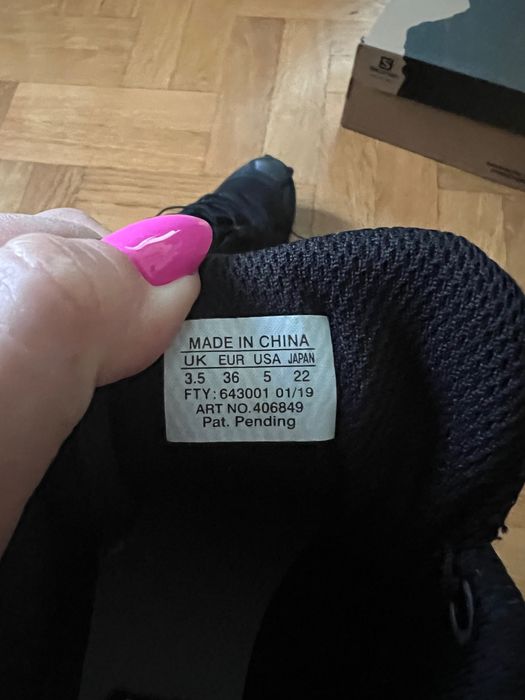 MADE IN CHINA
UK EUR USA JAPAN
3.5 36 5 22
FTY: 643001 01/19
ART NO. 406849
Pat. Pending